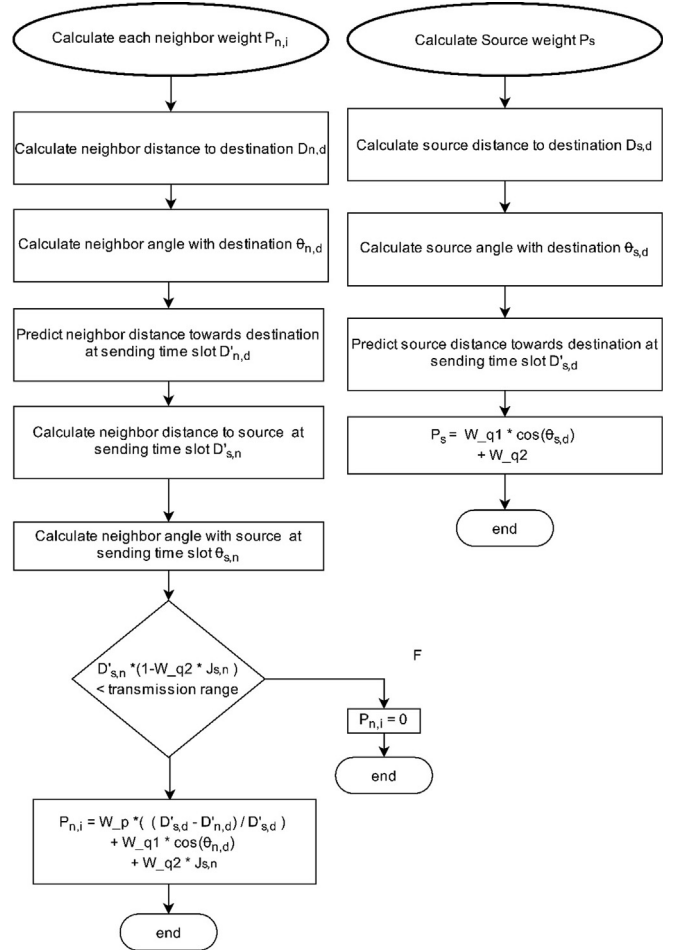 Calculate each neighbor weight Pn,i
Calculate neighbor distance to destination Dn,d
Calculate neighbor angle with destination θn,d
Predict neighbor distance towards destination
at sending time slot D'n,d
Calculate neighbor distance to source at
sending time slot D's,n
Calculate neighbor angle with source at
sending time slot θs,n
D's,n *(1-W_q2 * Js,n )
< transmission range
F
Pn,i = 0
end
Pn,i = W_p *( ( D's,d - D'n,d) / D's,d )
+ W_q1 * cos(θn,d)
+ W_q2 * Js,n
end
Calculate Source weight Ps
Calculate source distance to destination Ds,d
Calculate source angle with destination θs,d
Predict source distance towards destination at
sending time slot D's,d
Ps = W_q1 * cos(θs,d)
+ W_q2
end